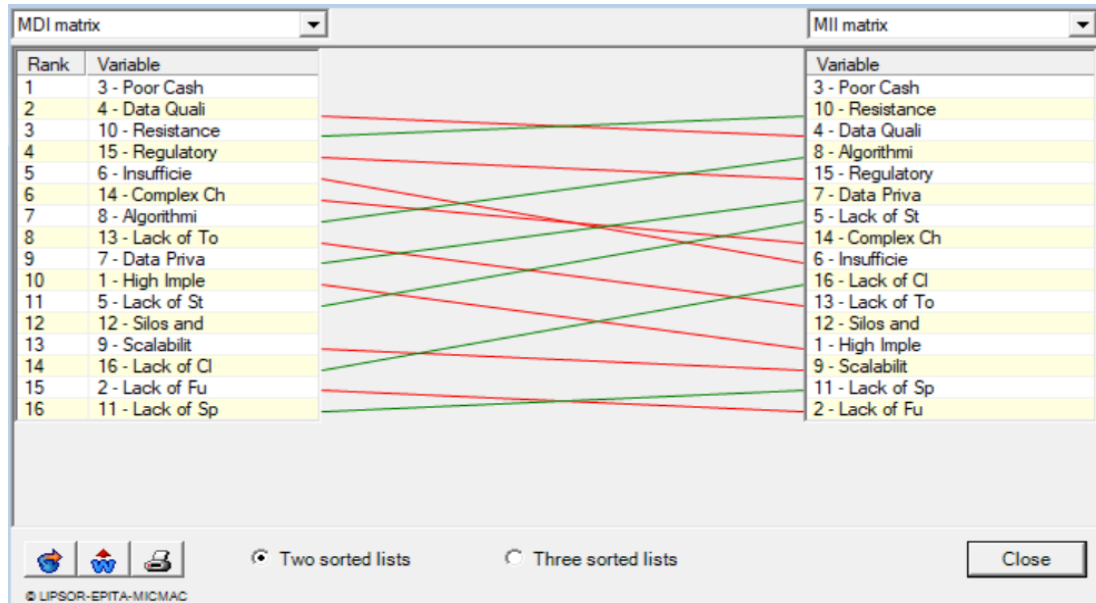 MDI matrix MII matrix
Rank Variable Variable
1 3 - Poor Cash 3 - Poor Cash
2 4 - Data Quali 10 - Resistance
3 10 - Resistance 4 - Data Quali
4 15 - Regulatory 8 - Algorithmi
5 6 - Insufficie 15 - Regulatory
6 14 - Complex Ch 7 - Data Priva
7 8 - Algorithmi 5 - Lack of St
8 13 - Lack of To 14 - Complex Ch
9 7 - Data Priva 6 - Insufficie
10 1 - High Imple 16 - Lack of Cl
11 5 - Lack of St 13 - Lack of To
12 12 - Silos and 12 - Silos and
13 9 - Scalabilit 1 - High Imple
14 16 - Lack of Cl 9 - Scalabilit
15 2 - Lack of Fu 11 - Lack of Sp
16 11 - Lack of Sp 2 - Lack of Fu
Two sorted lists Three sorted lists Close
© LIPSOR-EPITA-MICMAC